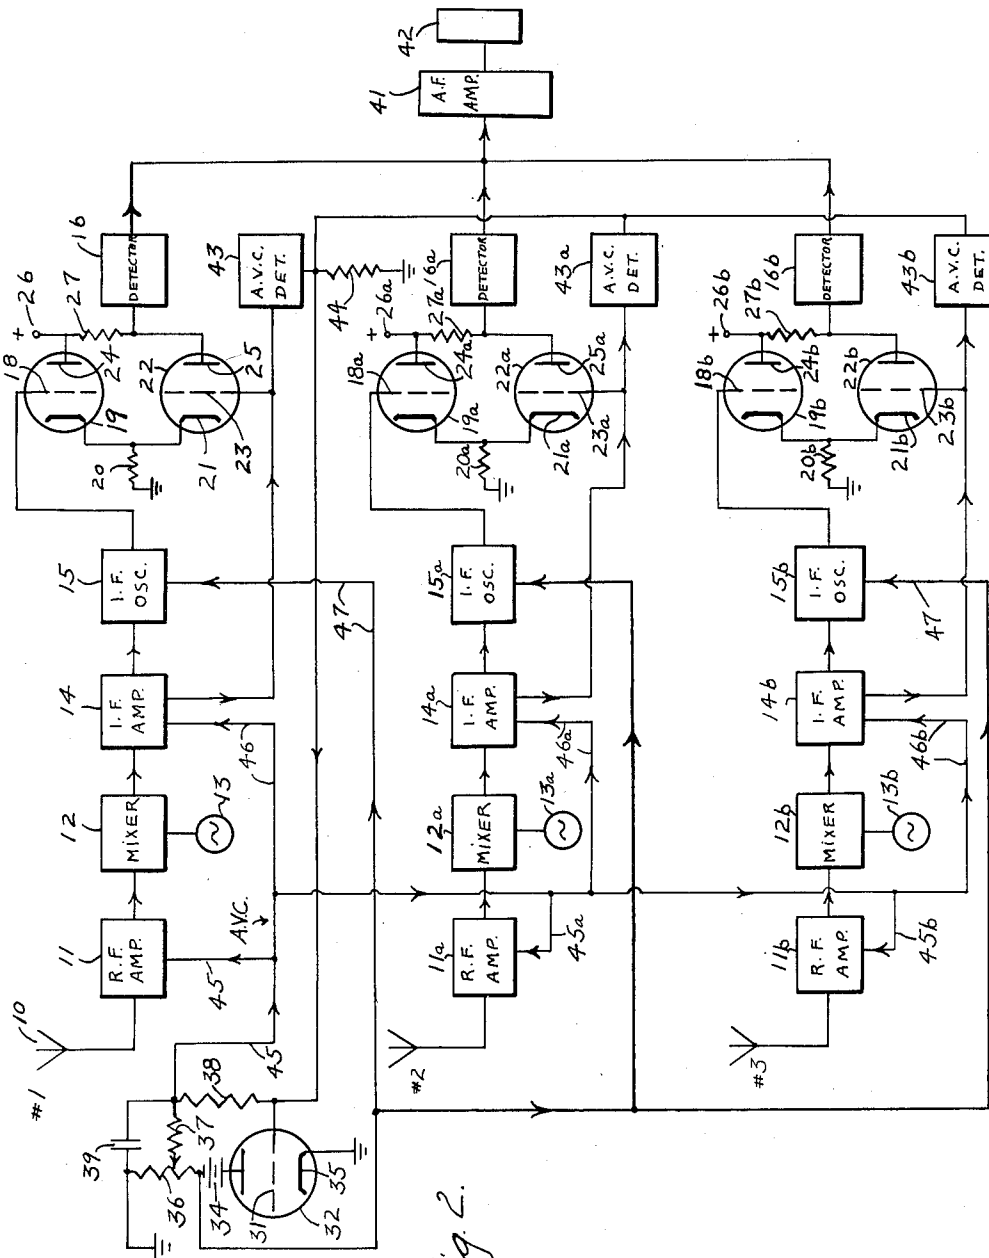 #1
10
11
R.F. AMP.
45
A.V.C.
12
MIXER
13
14
I.F. AMP.
46
15
I.F. OSC.
47
18
19
20
21
22
23
24
25
26
+
27
16
DETECTOR
43
A.V.C. DET.
44
39
36
37
38
45
34
31
35
32
#2
11a
R.F. AMP.
45a
12a
MIXER
13a
14a
I.F. AMP.
46a
15a
I.F. OSC.
18a
19a
20a
21a
22a
23a
24a
25a
26a
+
27a
16a
DETECTOR
43a
A.V.C. DET.
41
A.F. AMP.
42
#3
11b
R.F. AMP.
45b
12b
MIXER
13b
14b
I.F. AMP.
46b
15b
I.F. OSC.
47
18b
19b
20b
21b
22b
23b
24b
26b
+
27b
16b
DETECTOR
43b
A.V.C. DET.
ig. 2.